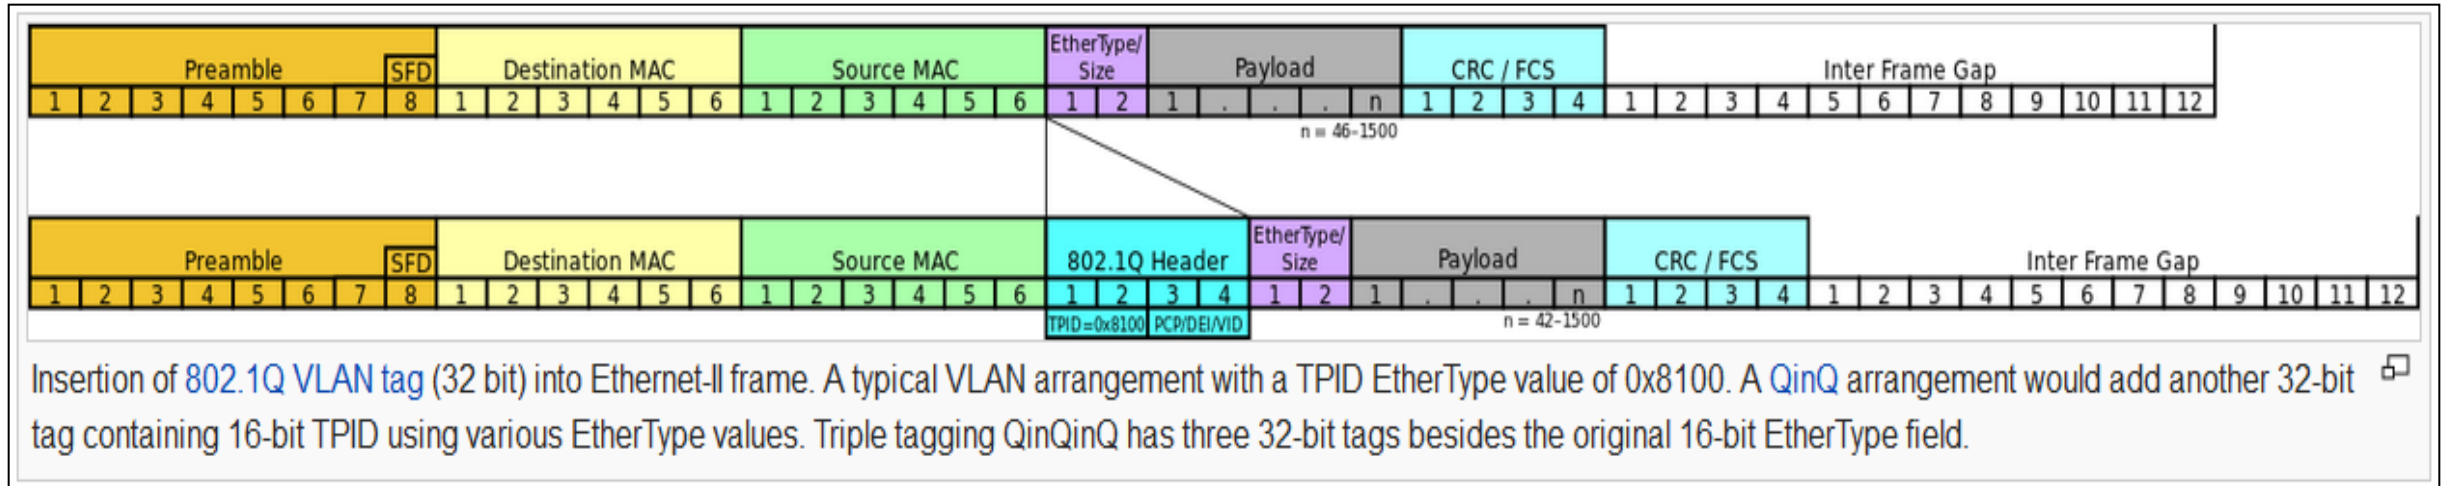 EtherType/
Preamble SFD Destination MAC Source MAC Size Payload CRC / FCS Inter Frame Gap
1 2 3 4 5 6 7 8 1 2 3 4 5 6 1 2 3 4 5 6 1 2 1 . . . n 1 2 3 4 1 2 3 4 5 6 7 8 9 10 11 12
n = 46-1500
EtherType/
Preamble SFD Destination MAC Source MAC 802.1Q Header Size Payload CRC / FCS Inter Frame Gap
1 2 3 4 5 6 7 8 1 2 3 4 5 6 1 2 3 4 5 6 1 2 3 4 1 2 1 . . . n 1 2 3 4 1 2 3 4 5 6 7 8 9 10 11 12
TPID=0x8100 PCP/DEI/VID n = 42-1500
Insertion of 802.1Q VLAN tag (32 bit) into Ethernet-II frame. A typical VLAN arrangement with a TPID EtherType value of 0x8100. A QinQ arrangement would add another 32-bit
tag containing 16-bit TPID using various EtherType values. Triple tagging QinQinQ has three 32-bit tags besides the original 16-bit EtherType field.